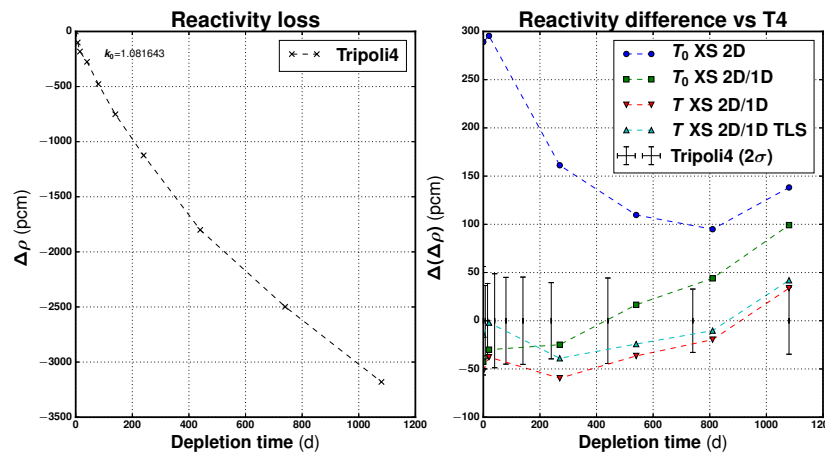 Reactivity loss
0
−500
−1000
−1500
−2000
−2500
−3000
−3500
0
200
400
600
800
1000
1200
Δρ (pcm)
Depletion time (d)
k₀=1.081643
Tripoli4
Reactivity difference vs T4
300
250
200
150
100
50
0
−50
−100
0
200
400
600
800
1000
1200
Δ(Δρ) (pcm)
Depletion time (d)
T₀ XS 2D
T₀ XS 2D/1D
T XS 2D/1D
T XS 2D/1D TLS
Tripoli4 (2σ)